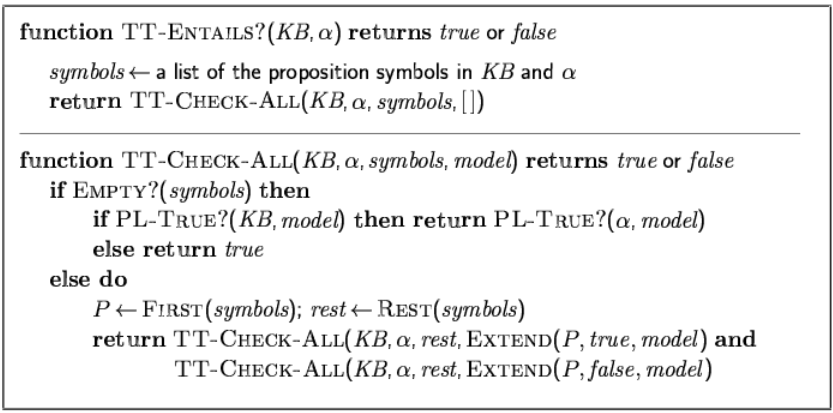 function TT-ENTAILS?(KB, α) returns true or false
symbols ← a list of the proposition symbols in KB and α
return TT-CHECK-ALL(KB, α, symbols, [ ])
function TT-CHECK-ALL(KB, α, symbols, model) returns true or false
if EMPTY?(symbols) then
if PL-TRUE?(KB, model) then return PL-TRUE?(α, model)
else return true
else do
P ← FIRST(symbols); rest ← REST(symbols)
return TT-CHECK-ALL(KB, α, rest, EXTEND(P, true, model) and
TT-CHECK-ALL(KB, α, rest, EXTEND(P, false, model)